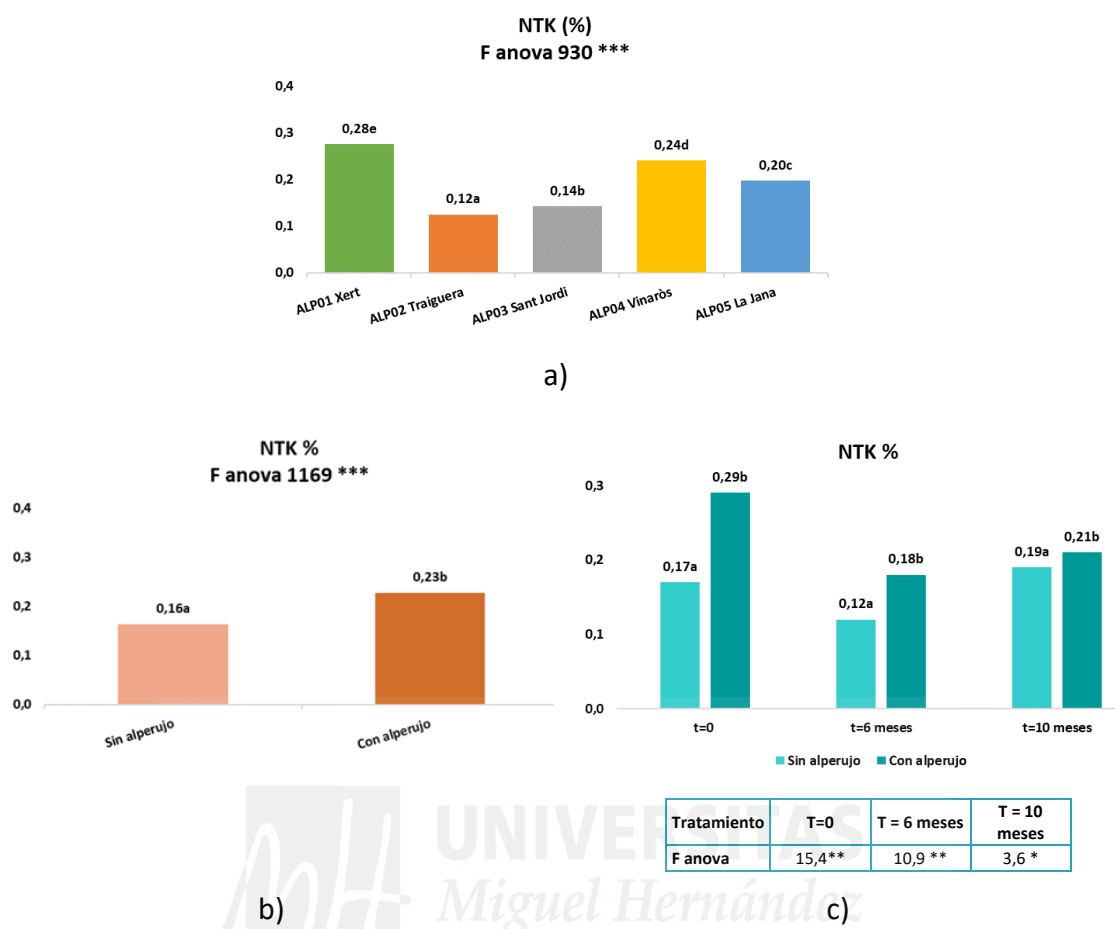 NTK (%)
F anova 930 ***
0,4
0,3
0,2
0,1
0,0
0,28e
0,12a
0,14b
0,24d
0,20c
ALP01 Xert
ALP02 Traiguera
ALP03 Sant Jordi
ALP04 Vinaròs
ALP05 La Jana
a)
NTK %
F anova 1169 ***
0,4
0,3
0,2
0,1
0,0
0,16a
0,23b
Sin alperujo
Con alperujo
b)
NTK %
0,3
0,2
0,1
0,0
0,17a
0,29b
0,12a
0,18b
0,19a
0,21b
t=0
t=6 meses
t=10 meses
Sin alperujo
Con alperujo
Tratamiento T=0 T = 6 meses T = 10 meses
F anova 15,4** 10,9 ** 3,6 *
c)
UNIVERSITAS
Miguel Hernández